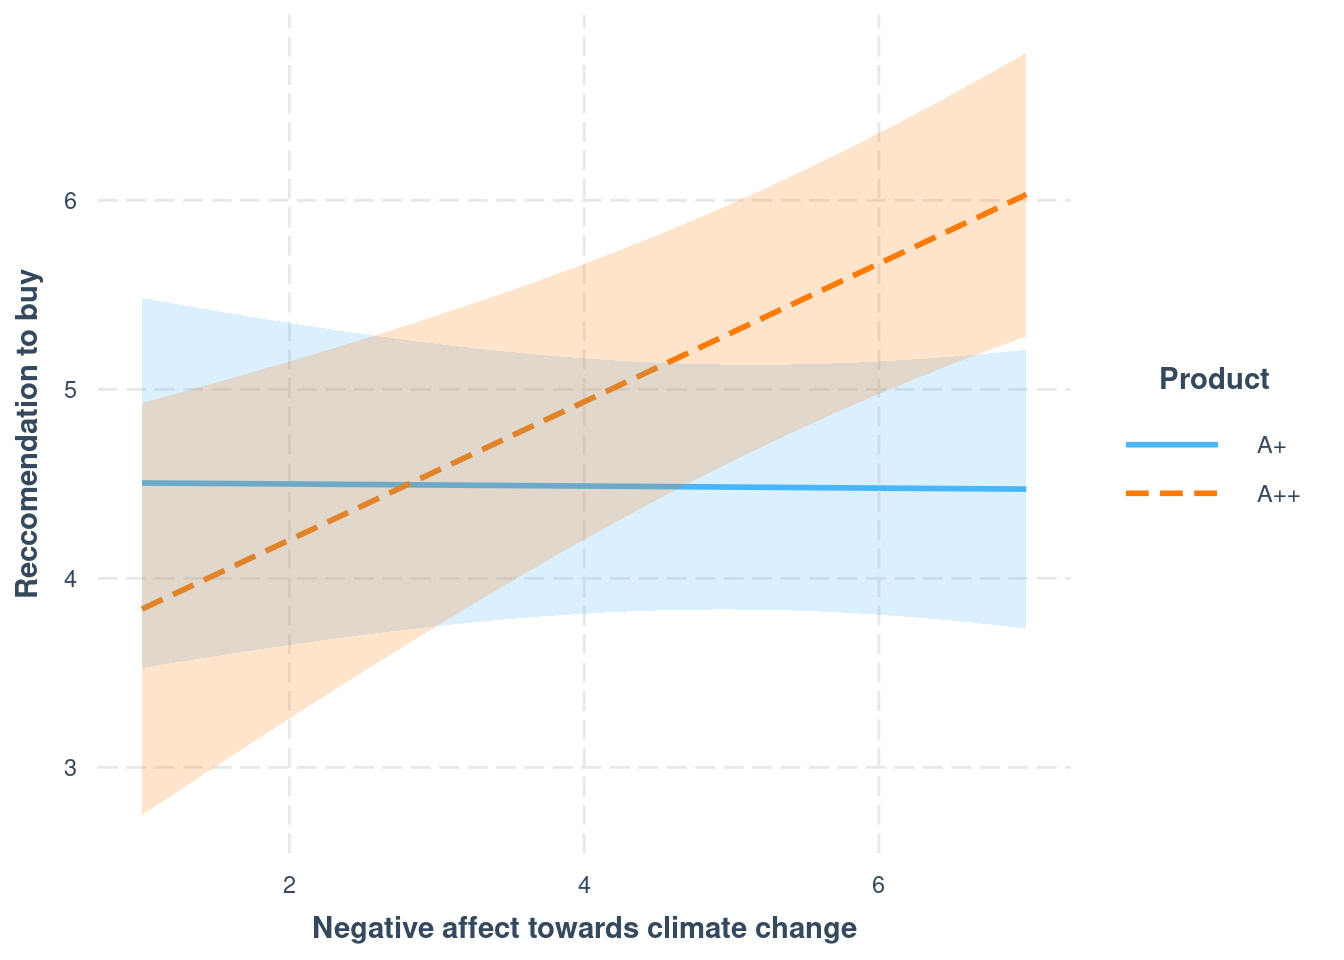 Reccomendation to buy
6
5
4
3
2
4
6
Negative affect towards climate change
Product
A+
A++